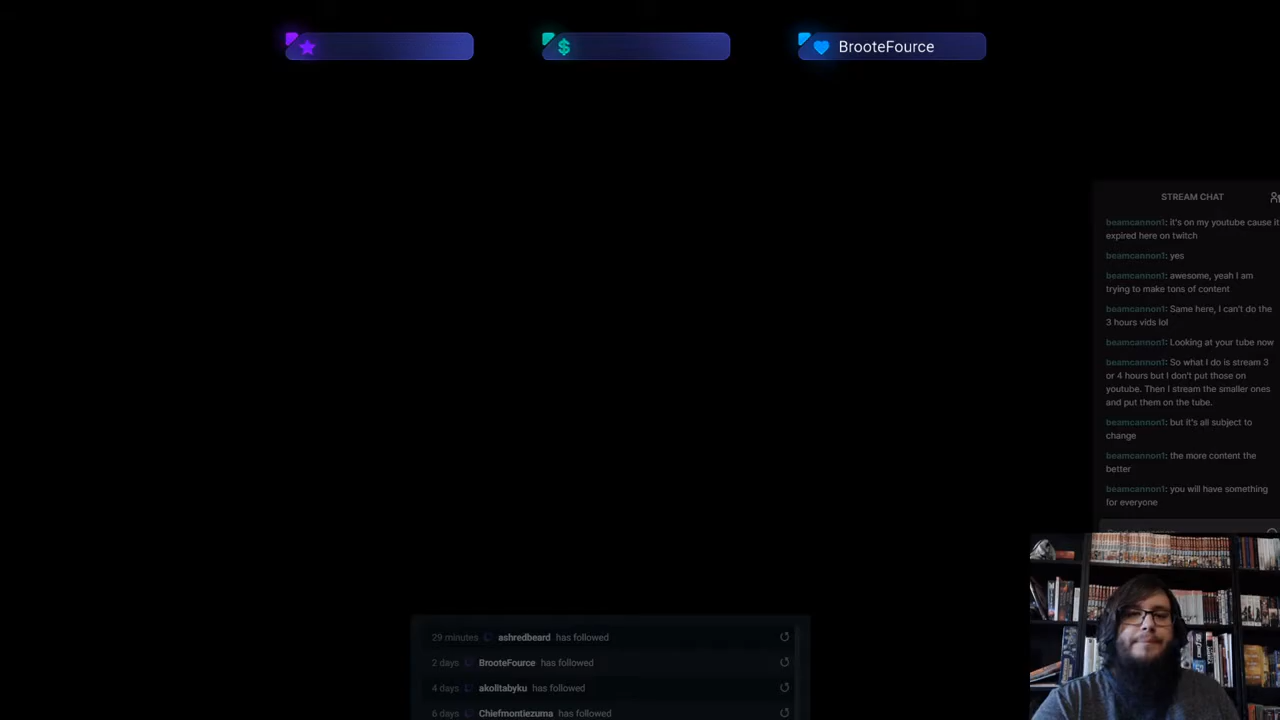 $
BrooteFource
STREAM CHAT
beamcannon1: it's on my youtube cause it
expired here on twitch
beamcannon1: yes
beamcannon1: awesome, yeah I am
trying to make tons of content
beamcannon1: Same here, I can't do the
3 hours vids lol
beamcannon1: Looking at your tube now
beamcannon1: So what I do is stream 3
or 4 hours but I don't put those on
youtube. Then I stream the smaller ones
and put them on the tube.
beamcannon1: but it's all subject to
change
beamcannon1: the more content the
better
beamcannon1: you will have something
for everyone
29 minutes ashredbeard has followed
2 days BrooteFource has followed
4 days akolitabyku has followed
6 days Chiefmontiezuma has followed